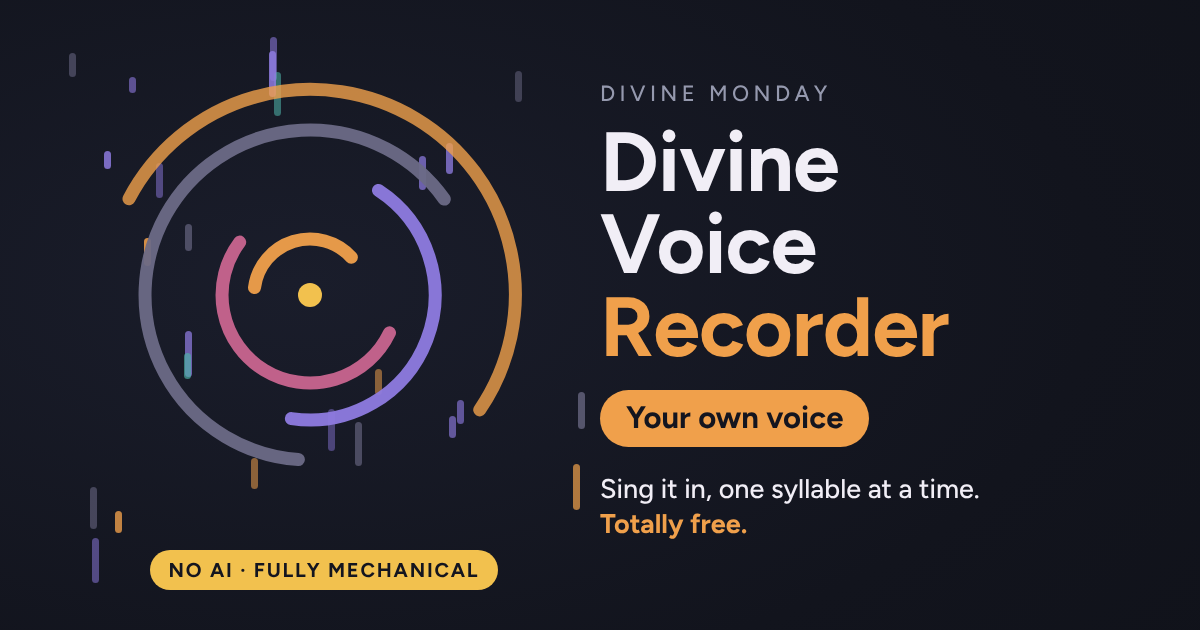 DIVINE MONDAY
Divine
Voice
Recorder
Your own voice
Sing it in, one syllable at a time.
Totally free.
NO AI · FULLY MECHANICAL